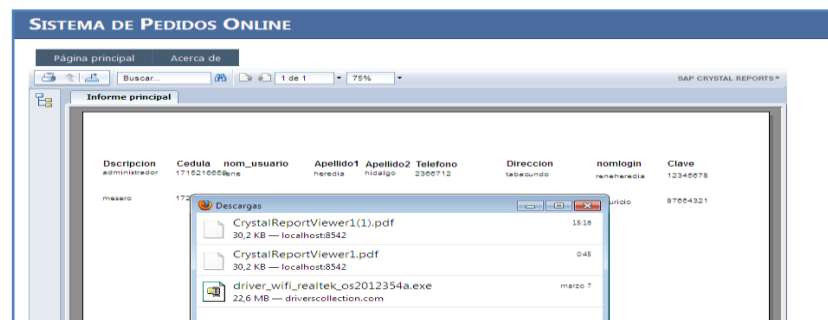 SISTEMA DE PEDIDOS ONLINE
Página principal Acerca de
Buscar... 1 de 1 75% SAP CRYSTAL REPORTS®
Informe principal
Dscripcion Cedula nom_usuario Apellido1 Apellido2 Telefono Direccion nomlogin Clave
administrador heredia hidalgo 2366712 tabacundo reneheredia 12345678
mesero 172 uricio 87654321
Descargas
CrystalReportViewer1(1).pdf 15:16
30,2 KB — localhost:8542
CrystalReportViewer1.pdf 0:45
30,2 KB — localhost:8542
driver_wifi_realtek_os2012354a.exe marzo 7
22,6 MB — driverscollection.com